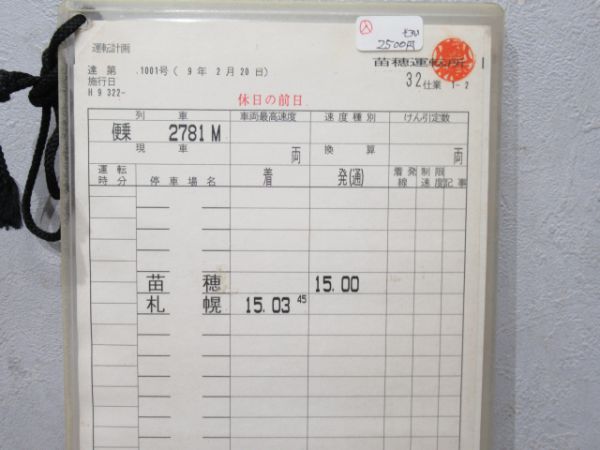 運転計画
達 第 1001号 ( 9 年 2 月 20 日)
施行日
H 9 322-
2500円
苗穂運転所
32 仕業 1-2
休日の前日
列 車 車両最高速度 速度種別 けん引定数
便乗 2781M
現 車 両 換 算 両
運転時分 停車場名 着 発(通) 着発線 制限速度 記事
苗 穂 15.00
札 幌 15.03 45